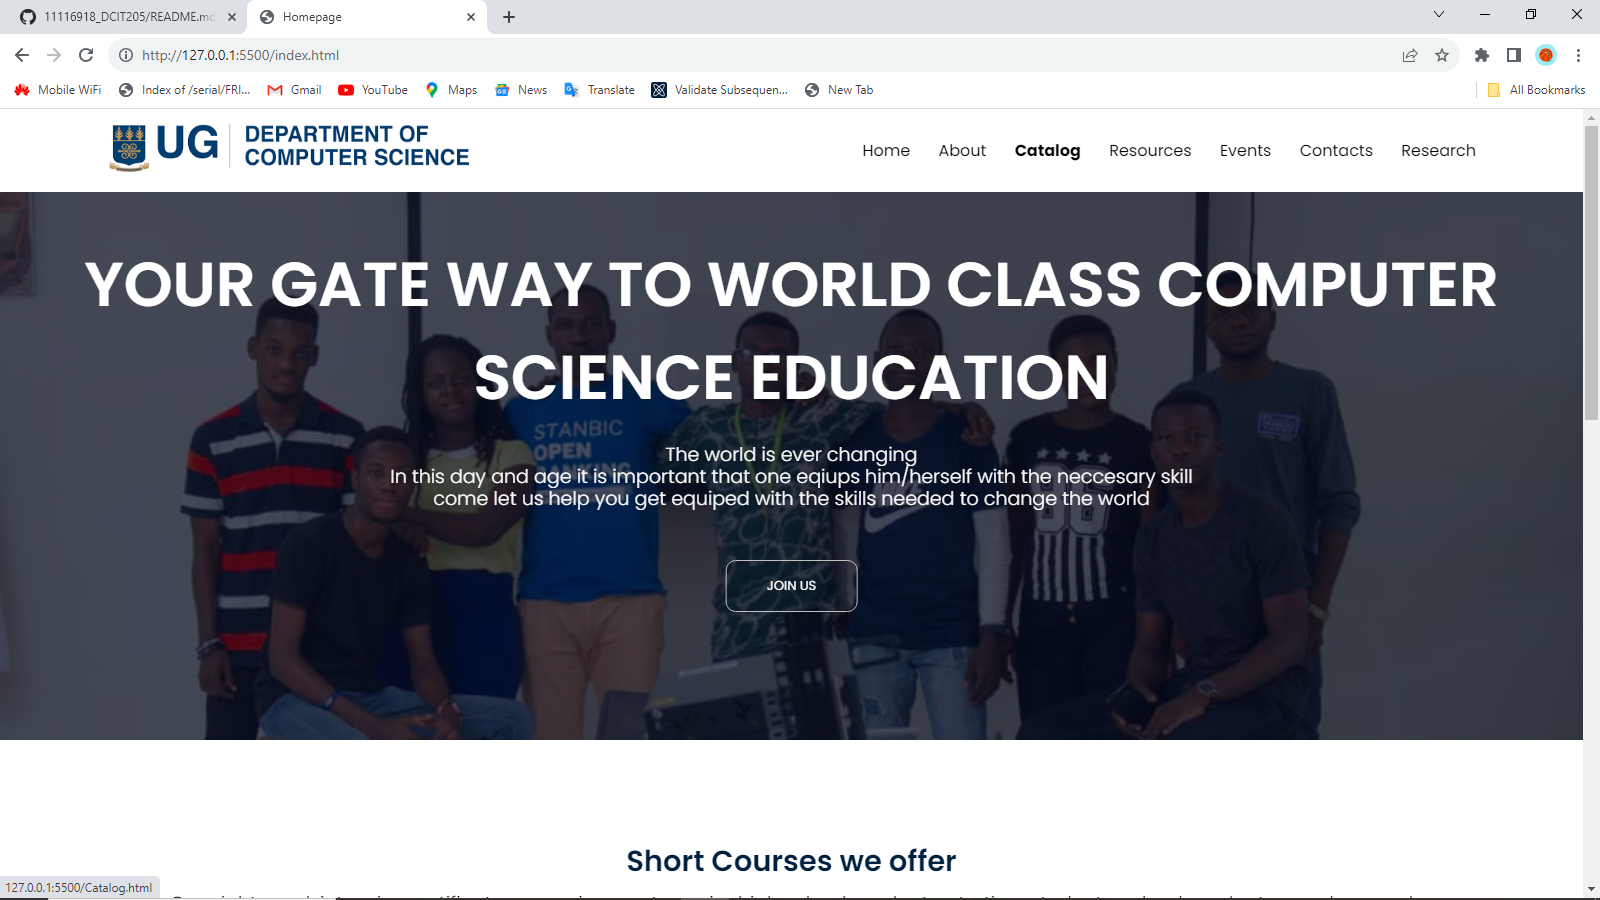 11116918_DCIT205/README.md
Homepage
http://127.0.0.1:5500/index.html
Mobile WiFi
Index of /serial/FRI...
Gmail
YouTube
Maps
News
Translate
Validate Subsequen...
New Tab
All Bookmarks
UG
DEPARTMENT OF
COMPUTER SCIENCE
Home
About
Catalog
Resources
Events
Contacts
Research
YOUR GATE WAY TO WORLD CLASS COMPUTER
SCIENCE EDUCATION
STANBIC
OPEN
The world is ever changing
In this day and age it is important that one eqiups him/herself with the neccesary skill
come let us help you get equiped with the skills needed to change the world
JOIN US
Short Courses we offer
127.0.0.1:5500/Catalog.html